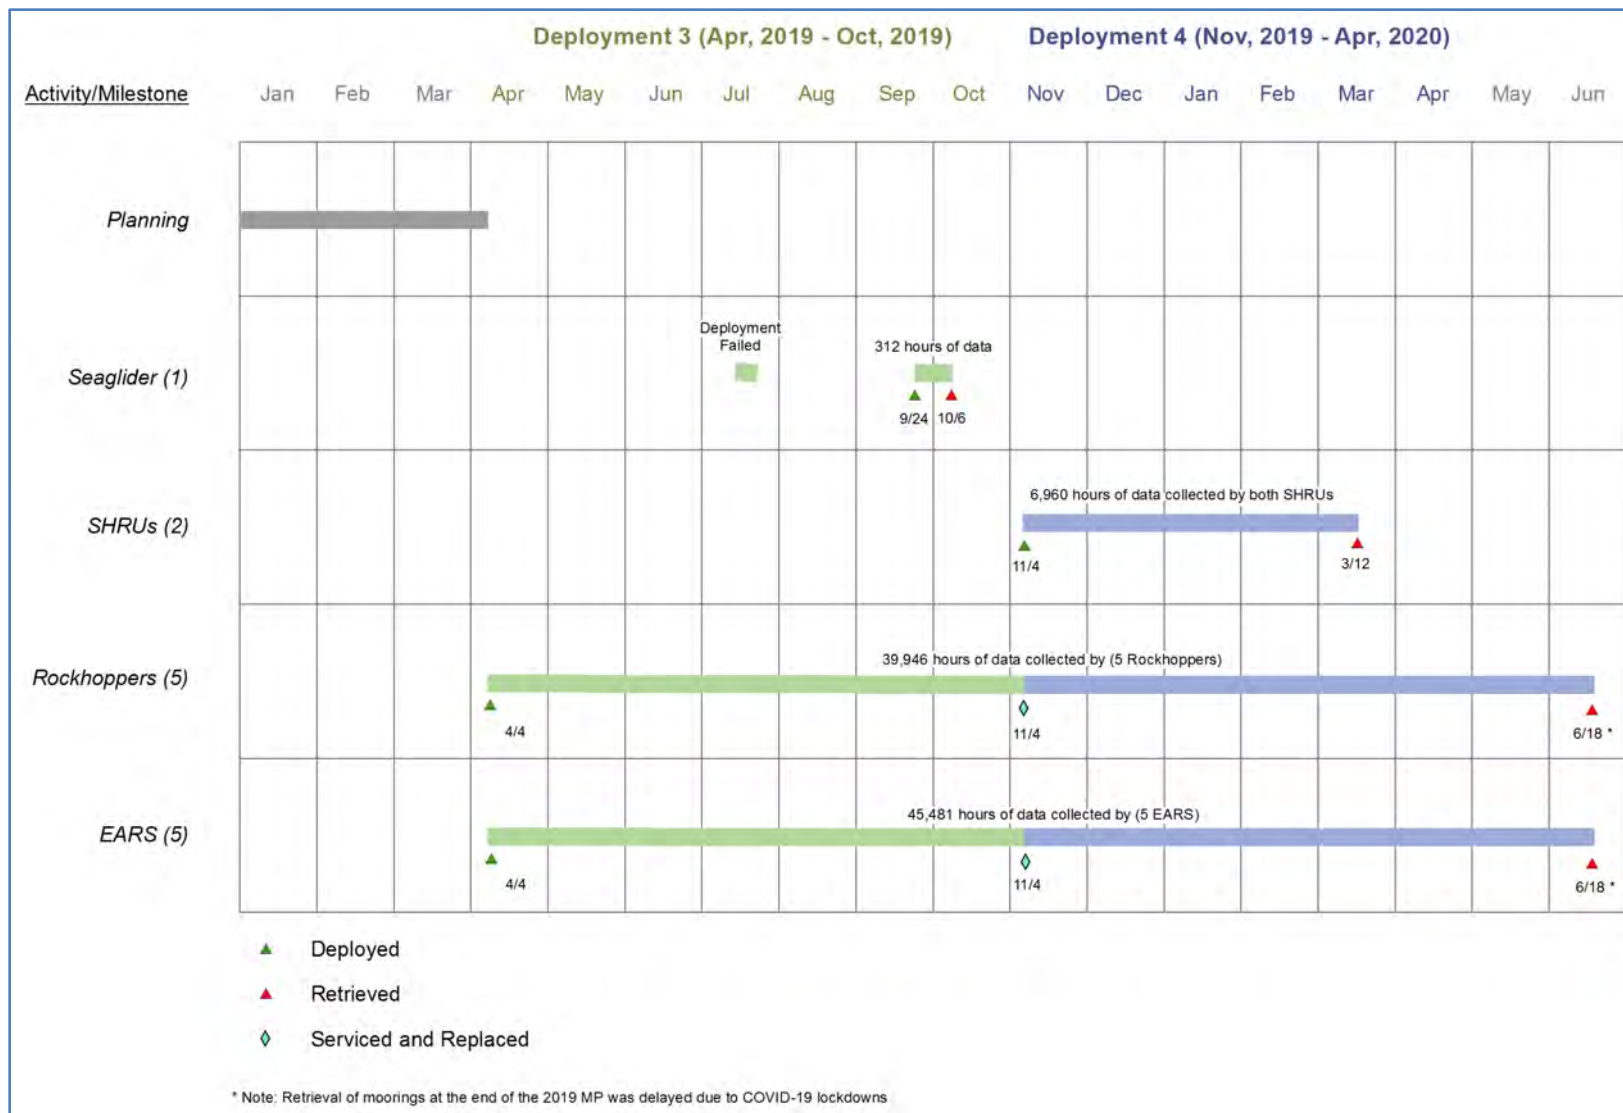 Deployment 3 (Apr, 2019 - Oct, 2019) Deployment 4 (Nov, 2019 - Apr, 2020)
Activity/Milestone Jan Feb Mar Apr May Jun Jul Aug Sep Oct Nov Dec Jan Feb Mar Apr May Jun
Planning
Deployment
Failed
312 hours of data
Seaglider (1)
9/24 10/6
6,960 hours of data collected by both SHRUs
SHRUs (2)
11/4 3/12
39,946 hours of data collected by (5 Rockhoppers)
Rockhoppers (5)
4/4 11/4 6/18 *
45,481 hours of data collected by (5 EARS)
EARS (5)
4/4 11/4 6/18 *
Deployed
Retrieved
Serviced and Replaced
* Note: Retrieval of moorings at the end of the 2019 MP was delayed due to COVID-19 lockdowns